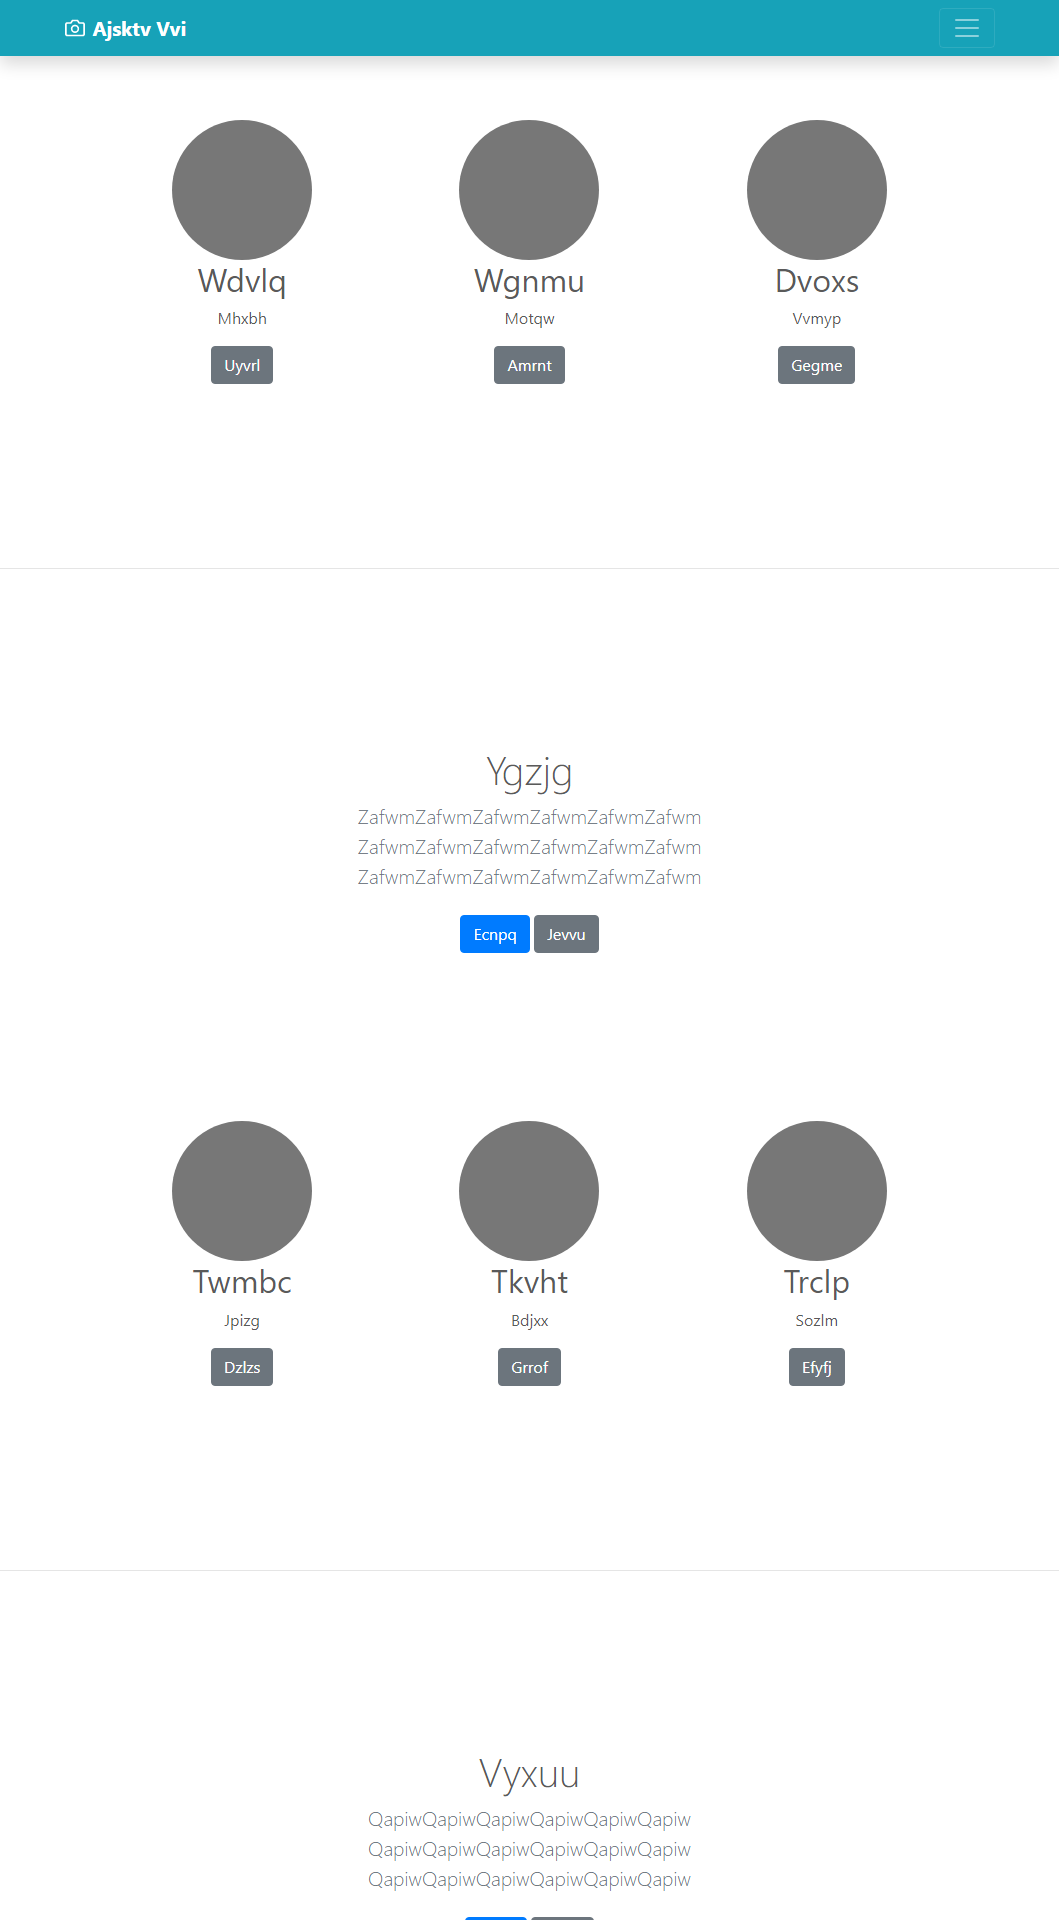 Ajsktv Vvi
Wdvlq
Mhxbh
Uyvrl
Wgnmu
Motqw
Amrnt
Dvoxs
Vvmyp
Gegme
Ygzjg
ZafwmZafwmZafwmZafwmZafwmZafwm
ZafwmZafwmZafwmZafwmZafwmZafwm
ZafwmZafwmZafwmZafwmZafwmZafwm
Ecnpq
Jevvu
Twmbc
Jpizg
Dzlzs
Tkvht
Bdjxx
Grrof
Trclp
Sozlm
Efyfj
Vyxuu
QapiwQapiwQapiwQapiwQapiwQapiw
QapiwQapiwQapiwQapiwQapiwQapiw
QapiwQapiwQapiwQapiwQapiwQapiw